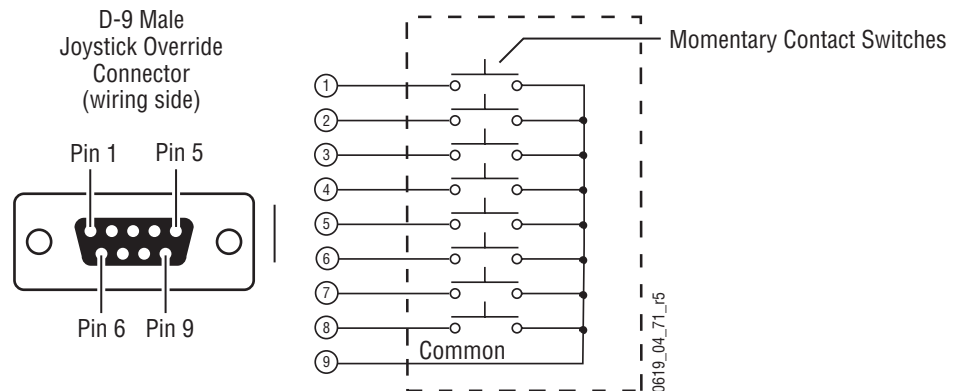 D-9 Male
Joystick Override
Connector
(wiring side)
Pin 1
Pin 5
Pin 6
Pin 9
Momentary Contact Switches
1
2
3
4
5
6
7
8
9
Common
0619_04_71_r5